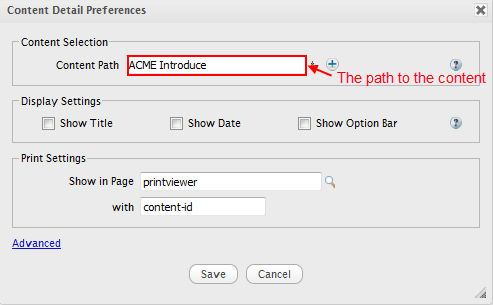 Content Detail Preferences
Content Selection
Content Path ACME Introduce
The path to the content
Display Settings
Show Title Show Date Show Option Bar
Print Settings
Show in Page printviewer
with content-id
Advanced
Save Cancel